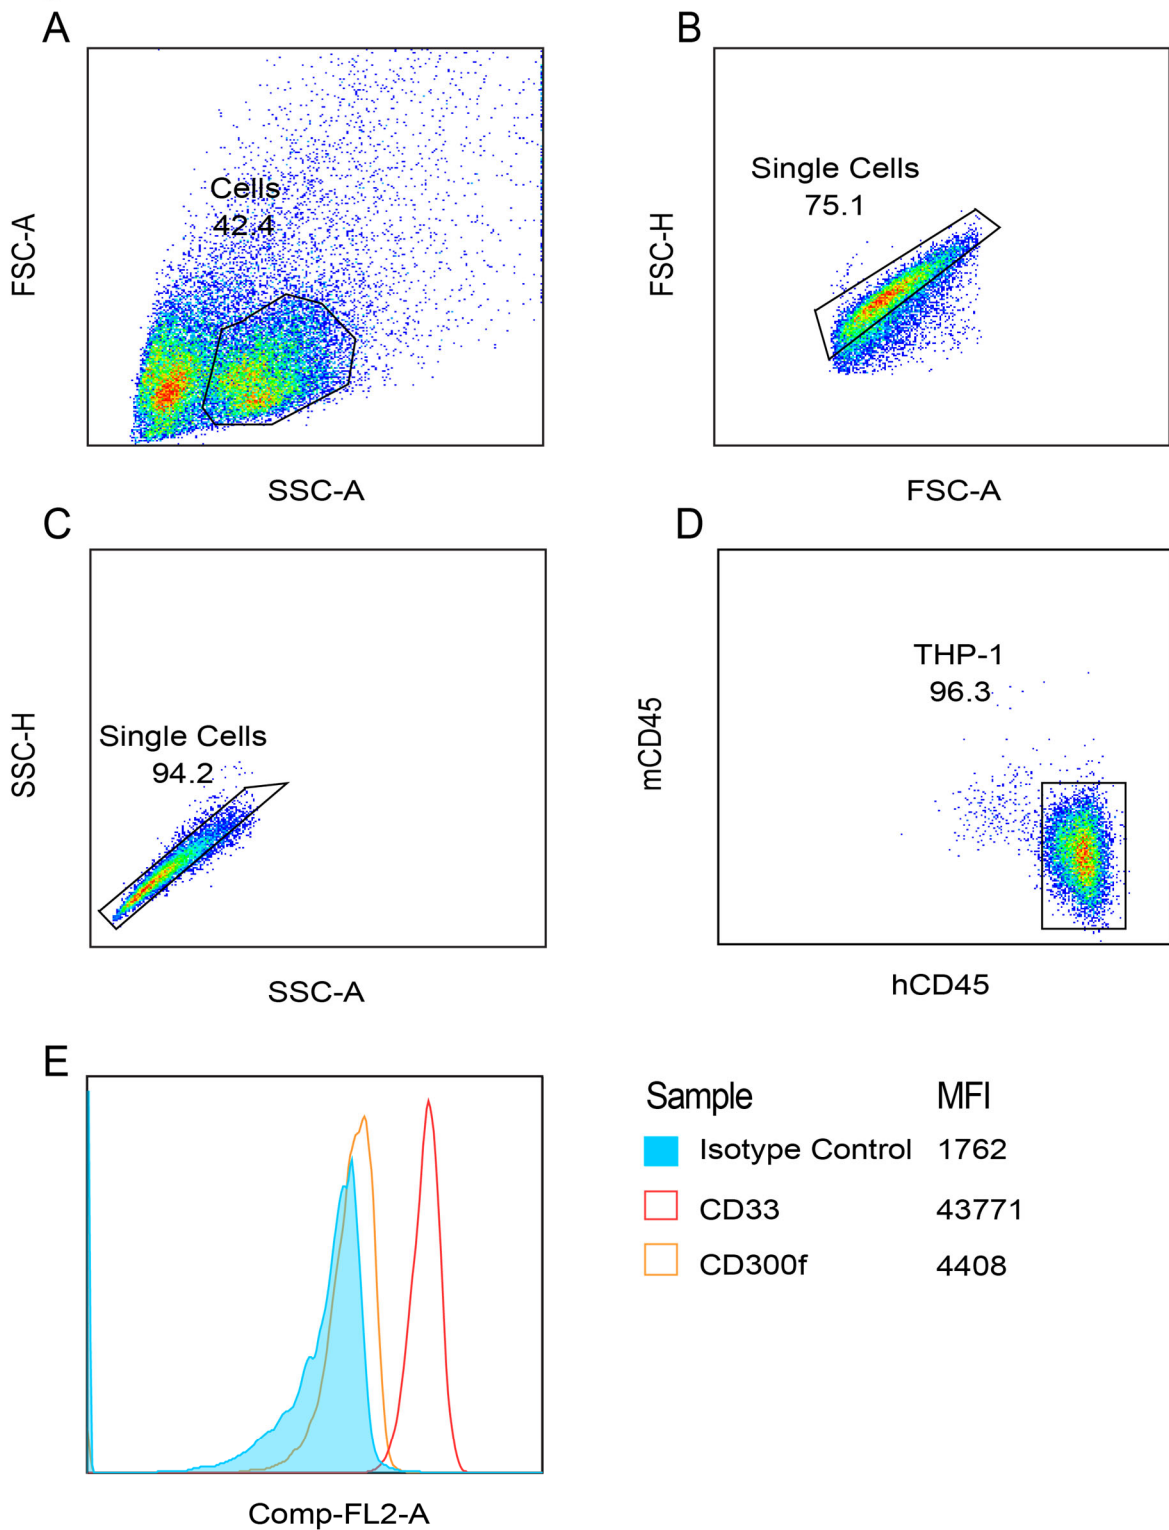 A
FSC-A
Cells
42.4
SSC-A
B
FSC-H
Single Cells
75.1
FSC-A
C
SSC-H
Single Cells
94.2
SSC-A
D
mCD45
THP-1
96.3
hCD45
E
Comp-FL2-A
Sample MFI
Isotype Control 1762
CD33 43771
CD300f 4408